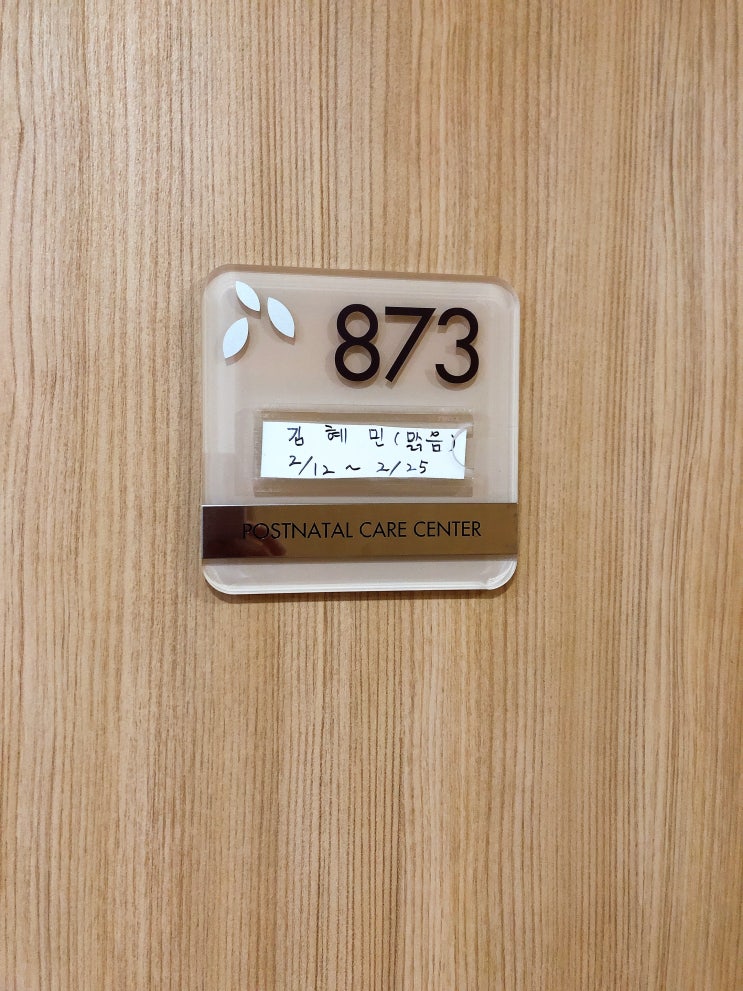 873
김 혜 민 (맑음)
2/12 ~ 2/25
POSTNATAL CARE CENTER